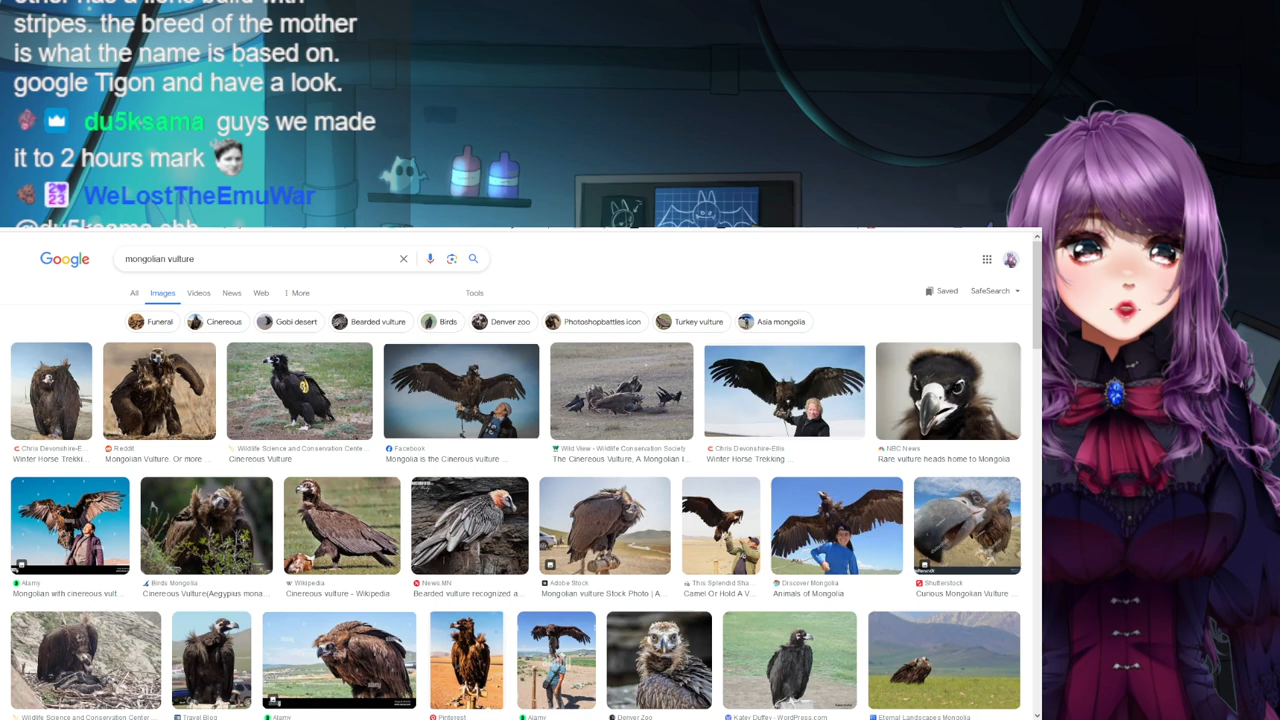 stripes. the breed of the mother
is what the name is based on.
google Tigon and have a look.
du5ksama guys we made
it to 2 hours mark
WeLostTheEmuWar
Google
mongolian vulture
All Images Videos News Web More Tools
Saved SafeSearch
Funeral Cinereous Gobi desert Bearded vulture Birds Denver zoo Photoshopbattles icon Turkey vulture Asia mongolia
Chris Devonshire-E... Reddit Wildlife Science and Conservation Cente... Facebook Wild View - Wildlife Conservation Society Chris Devonshire-Ellis NBC News
Winter Horse Trekki... Mongolian Vulture. Or more ... Cinereous Vulture Mongolia is the Cinerous vulture ... The Cinereous Vulture, A Mongolian I... Winter Horse Trekking ... Rare vulture heads home to Mongolia
Alamy Birds Mongolia Wikipedia News.MN Adobe Stock This Splendid Sha... Discover Mongolia Shutterstock
Mongolian with cinereous vult... Cinereous Vulture(Aegypius mona... Cinereous vulture - Wikipedia Bearded vulture recognized a... Mongolian vulture Stock Photo | A... Camel Or Hold A V... Animals of Mongolia Curious Mongolian Vulture ...
Wildlife Science and Conservation Center ... Travel Blog Alamy Pinterest Alamy Denver Zoo Katey Duffey - WordPress.com Eternal Landscapes Mongolia